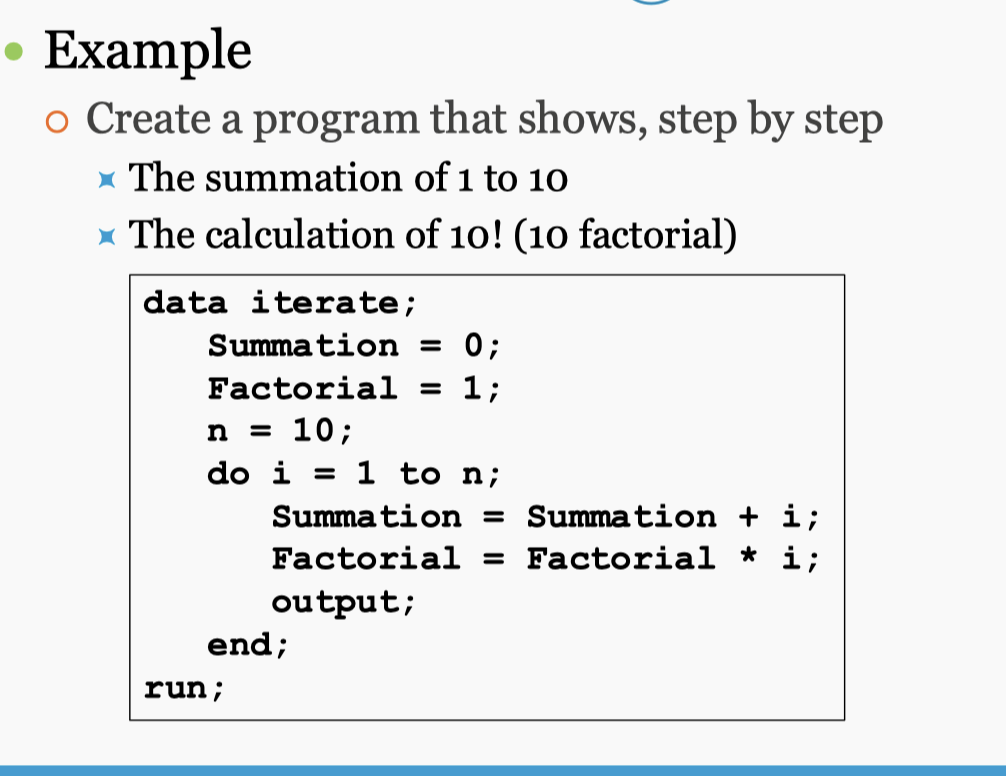 Example
Create a program that shows, step by step
The summation of 1 to 10
The calculation of 10! (10 factorial)
data iterate;
Summation = 0;
Factorial = 1;
n = 10;
do i = 1 to n;
Summation = Summation + i;
Factorial = Factorial * i;
output;
end;
run;